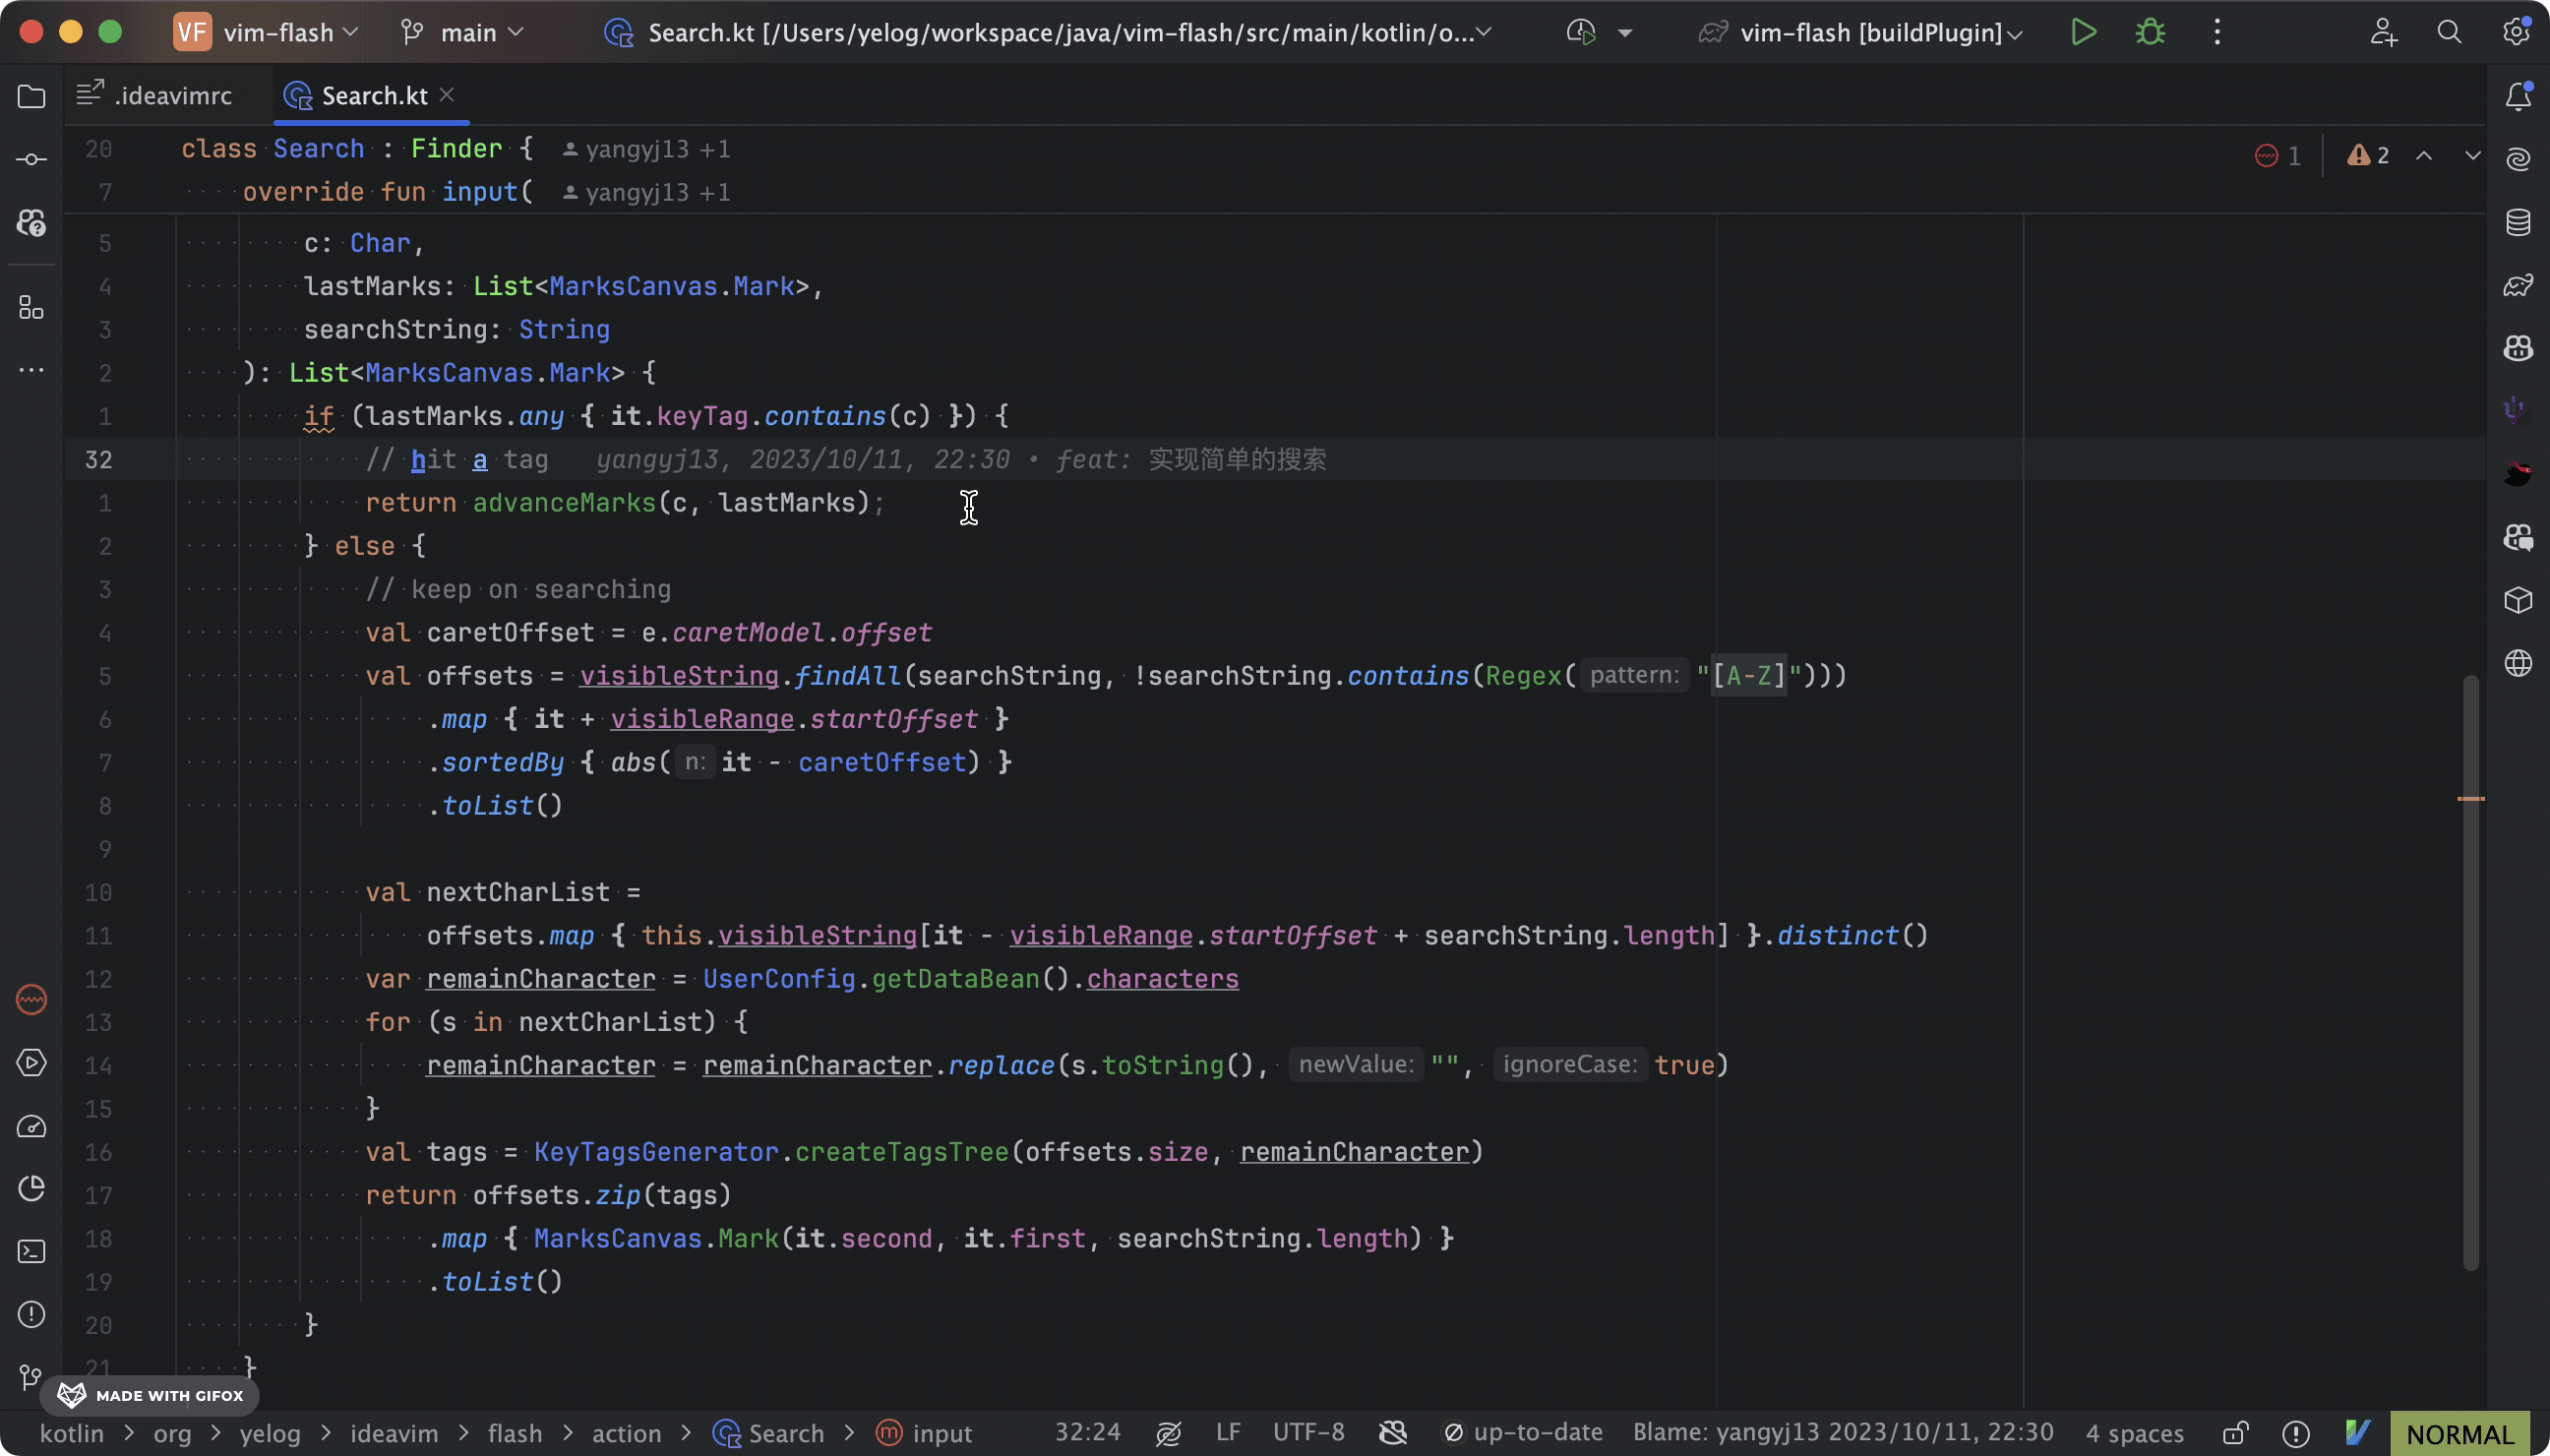 VF vim-flash main Search.kt [/Users/yelog/workspace/java/vim-flash/src/main/kotlin/o... vim-flash [buildPlugin]
.ideavimrc Search.kt
20 class Search : Finder { yangyj13 +1
1 2
7 override fun input( yangyj13 +1
5 c: Char,
4 lastMarks: List<MarksCanvas.Mark>,
3 searchString: String
2 ): List<MarksCanvas.Mark> {
1 if (lastMarks.any { it.keyTag.contains(c) }) {
32 // hit a tag yangyj13, 2023/10/11, 22:30 • feat: 实现简单的搜索
1 return advanceMarks(c, lastMarks);
2 } else {
3 // keep on searching
4 val caretOffset = e.caretModel.offset
5 val offsets = visibleString.findAll(searchString, !searchString.contains(Regex( pattern: "[A-Z]")))
6 .map { it + visibleRange.startOffset }
7 .sortedBy { abs( n: it - caretOffset) }
8 .toList()
9
10 val nextCharList =
11 offsets.map { this.visibleString[it - visibleRange.startOffset + searchString.length] }.distinct()
12 var remainCharacter = UserConfig.getDataBean().characters
13 for (s in nextCharList) {
14 remainCharacter = remainCharacter.replace(s.toString(), newValue: "", ignoreCase: true)
15 }
16 val tags = KeyTagsGenerator.createTagsTree(offsets.size, remainCharacter)
17 return offsets.zip(tags)
18 .map { MarksCanvas.Mark(it.second, it.first, searchString.length) }
19 .toList()
20 }
21 }
MADE WITH GIFOX
kotlin > org > yelog > ideavim > flash > action > Search > m input 32:24 LF UTF-8 up-to-date Blame: yangyj13 2023/10/11, 22:30 4 spaces NORMAL